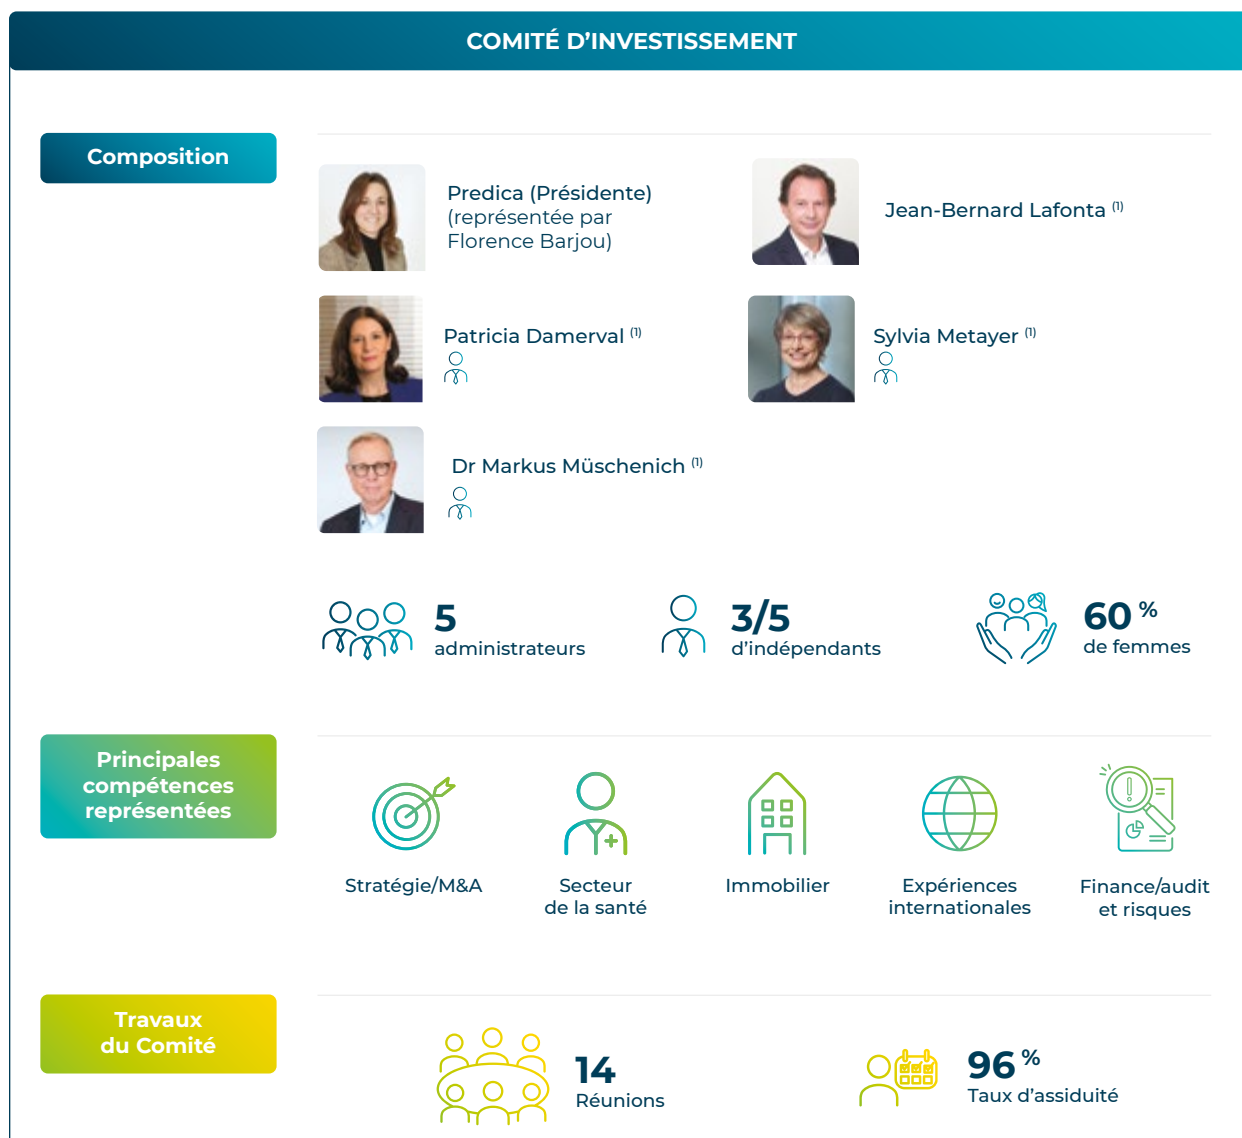 COMITÉ D’INVESTISSEMENT
Composition
Predica (Présidente)
(représentée par
Florence Barjou)
Jean-Bernard Lafonta (1)
Patricia Damerval (1)
Sylvia Metayer (1)
Dr Markus Müschenich (1)
5
administrateurs
3/5
d’indépendants
60 %
de femmes
Principales
compétences
représentées
Stratégie/M&A
Secteur
de la santé
Immobilier
Expériences
internationales
Finance/audit
et risques
Travaux
du Comité
14
Réunions
96 %
Taux d’assiduité